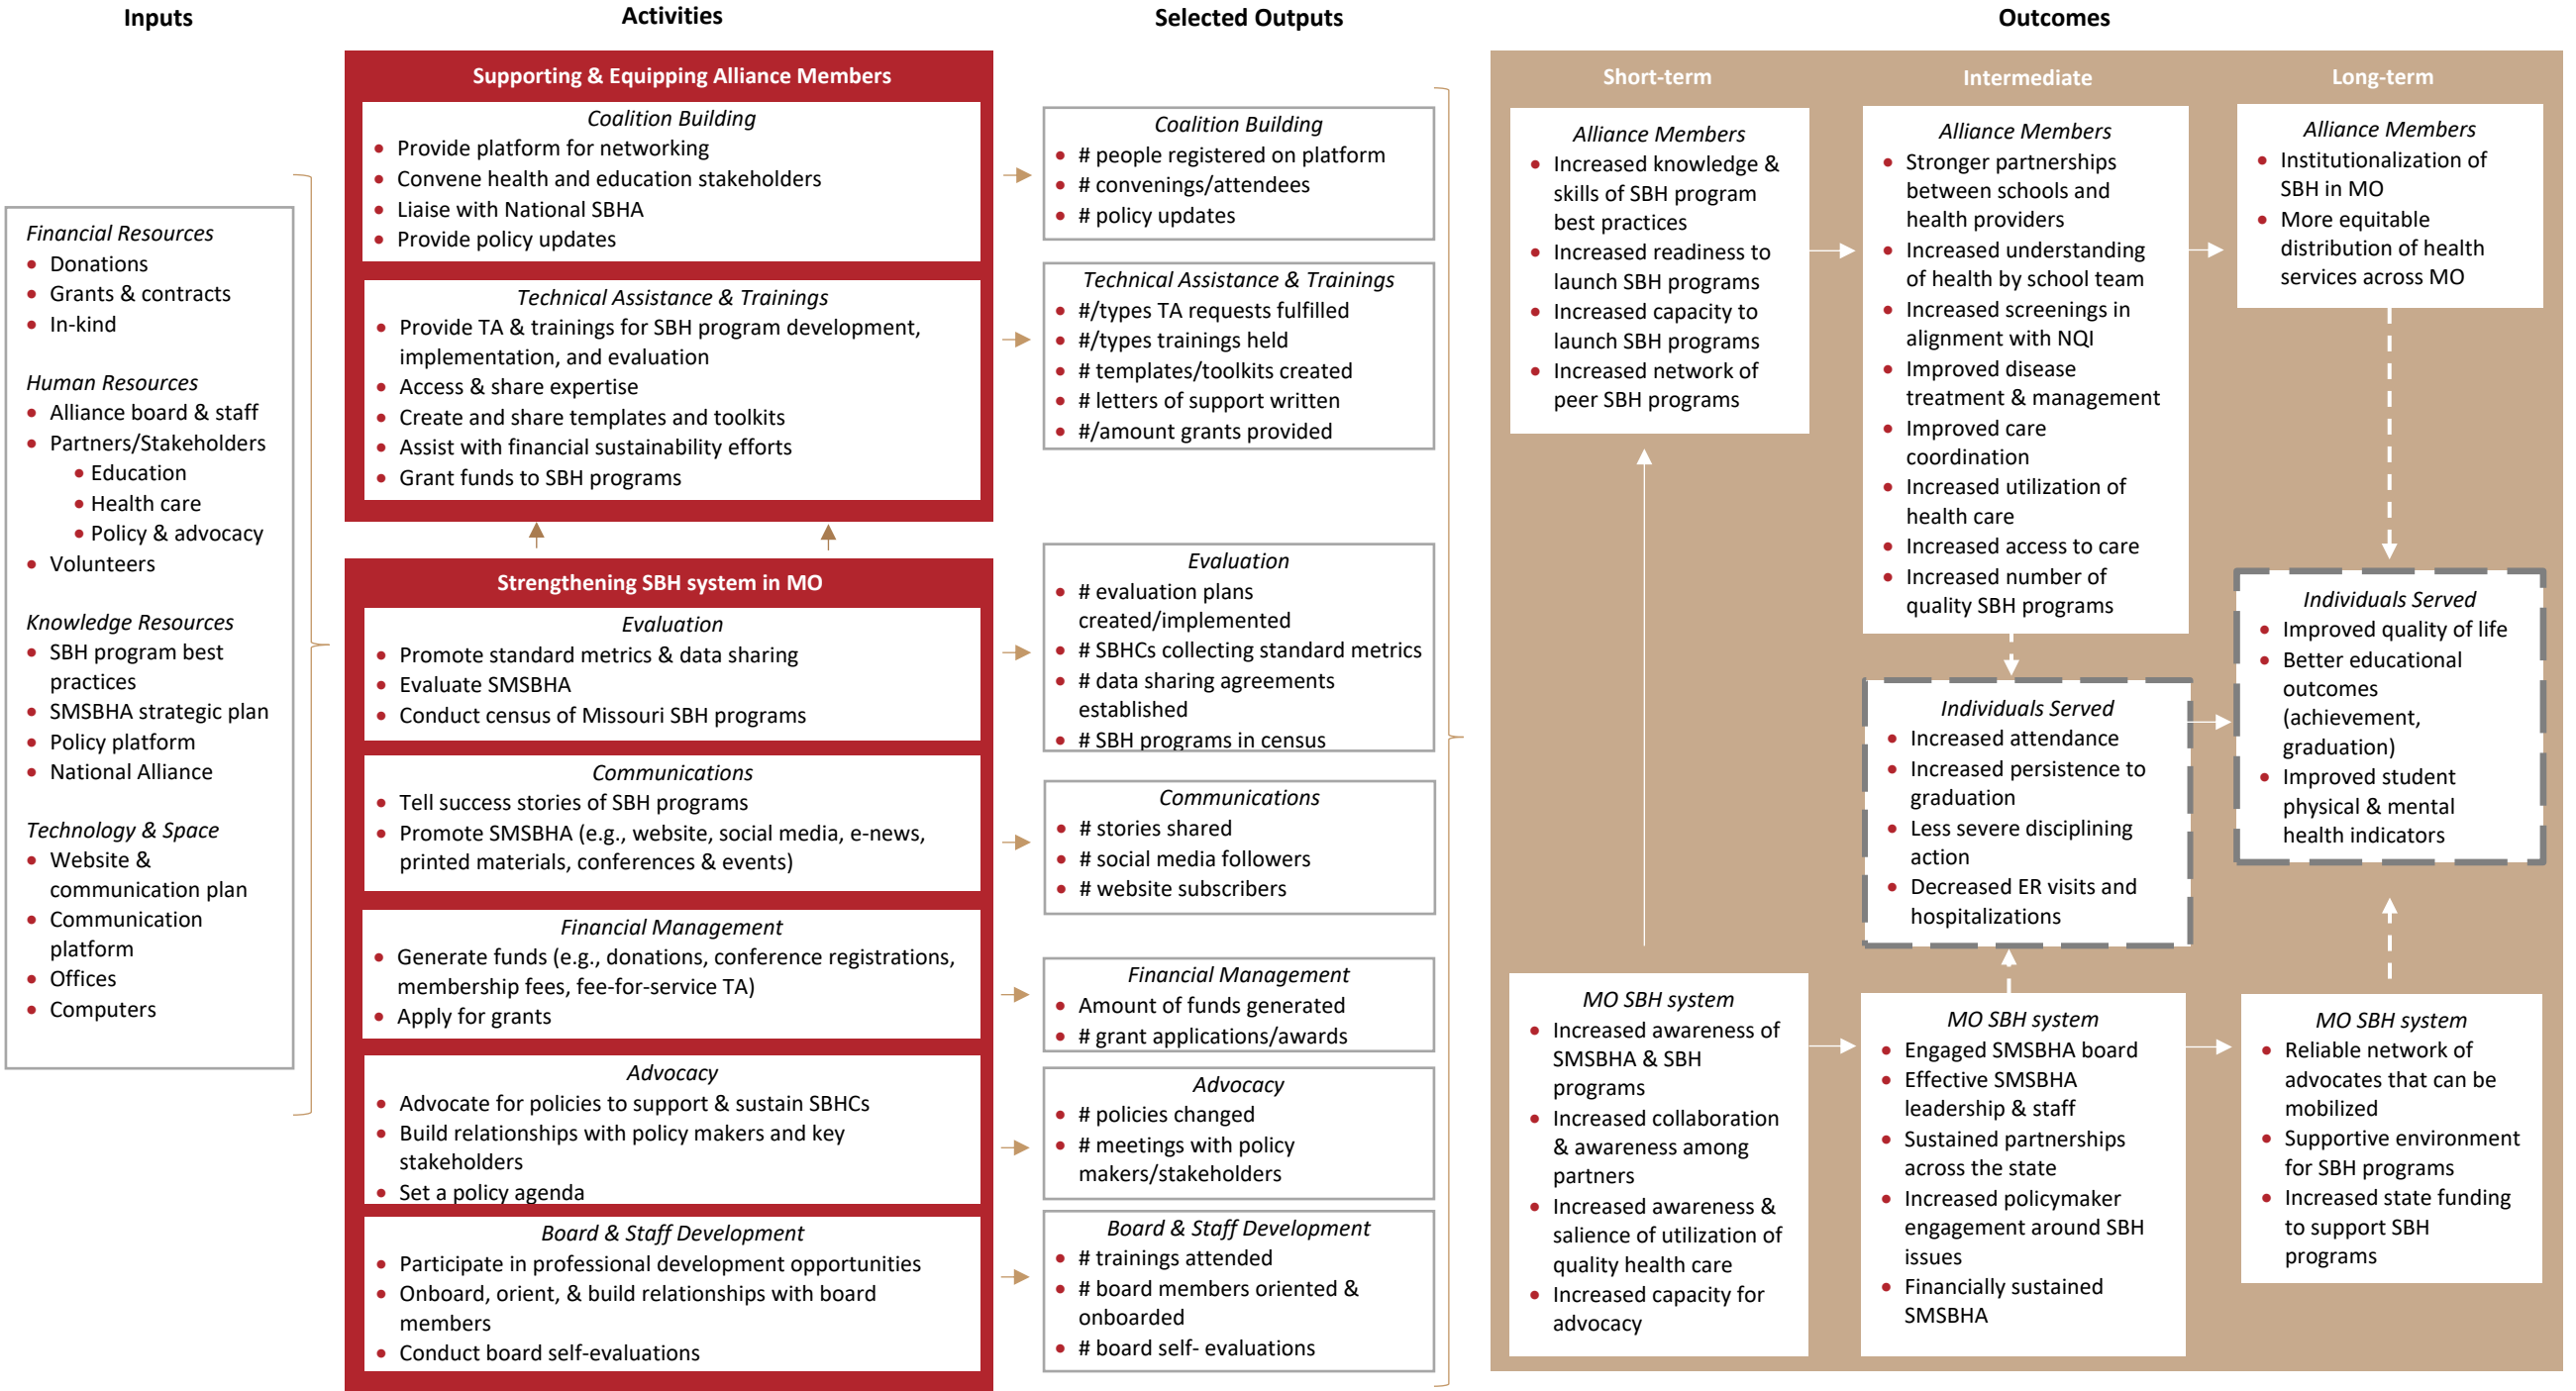 Inputs
Activities
Selected Outputs
Outcomes
Financial Resources
• Donations
• Grants & contracts
• In-kind
Human Resources
• Alliance board & staff
• Partners/Stakeholders
• Education
• Health care
• Policy & advocacy
• Volunteers
Knowledge Resources
• SBH program best
practices
• SMSBHA strategic plan
• Policy platform
• National Alliance
Technology & Space
• Website &
communication plan
• Communication
platform
• Offices
• Computers
Supporting & Equipping Alliance Members
Coalition Building
• Provide platform for networking
• Convene health and education stakeholders
• Liaise with National SBHA
• Provide policy updates
Technical Assistance & Trainings
• Provide TA & trainings for SBH program development,
implementation, and evaluation
• Access & share expertise
• Create and share templates and toolkits
• Assist with financial sustainability efforts
• Grant funds to SBH programs
Strengthening SBH system in MO
Evaluation
• Promote standard metrics & data sharing
• Evaluate SMSBHA
• Conduct census of Missouri SBH programs
Communications
• Tell success stories of SBH programs
• Promote SMSBHA (e.g., website, social media, e-news,
printed materials, conferences & events)
Financial Management
• Generate funds (e.g., donations, conference registrations,
membership fees, fee-for-service TA)
• Apply for grants
Advocacy
• Advocate for policies to support & sustain SBHCs
• Build relationships with policy makers and key
stakeholders
• Set a policy agenda
Board & Staff Development
• Participate in professional development opportunities
• Onboard, orient, & build relationships with board
members
• Conduct board self-evaluations
Coalition Building
• # people registered on platform
• # convenings/attendees
• # policy updates
Technical Assistance & Trainings
• #/types TA requests fulfilled
• #/types trainings held
• # templates/toolkits created
• # letters of support written
• #/amount grants provided
Evaluation
• # evaluation plans
created/implemented
• # SBHCs collecting standard metrics
• # data sharing agreements
established
• # SBH programs in census
Communications
• # stories shared
• # social media followers
• # website subscribers
Financial Management
• Amount of funds generated
• # grant applications/awards
Advocacy
• # policies changed
• # meetings with policy
makers/stakeholders
Board & Staff Development
• # trainings attended
• # board members oriented &
onboarded
• # board self- evaluations
Short-term
Alliance Members
• Increased knowledge &
skills of SBH program
best practices
• Increased readiness to
launch SBH programs
• Increased capacity to
launch SBH programs
• Increased network of
peer SBH programs
MO SBH system
• Increased awareness of
SMSBHA & SBH
programs
• Increased collaboration
& awareness among
partners
• Increased awareness &
salience of utilization of
quality health care
• Increased capacity for
advocacy
Intermediate
Alliance Members
• Stronger partnerships
between schools and
health providers
• Increased understanding
of health by school team
• Increased screenings in
alignment with NQI
• Improved disease
treatment & management
• Improved care
coordination
• Increased utilization of
health care
• Increased access to care
• Increased number of
quality SBH programs
Individuals Served
• Increased attendance
• Increased persistence to
graduation
• Less severe disciplining
action
• Decreased ER visits and
hospitalizations
MO SBH system
• Engaged SMSBHA board
• Effective SMSBHA
leadership & staff
• Sustained partnerships
across the state
• Increased policymaker
engagement around SBH
issues
• Financially sustained
SMSBHA
Long-term
Alliance Members
• Institutionalization of
SBH in MO
• More equitable
distribution of health
services across MO
Individuals Served
• Improved quality of life
• Better educational
outcomes
(achievement,
graduation)
• Improved student
physical & mental
health indicators
MO SBH system
• Reliable network of
advocates that can be
mobilized
• Supportive environment
for SBH programs
• Increased state funding
to support SBH
programs